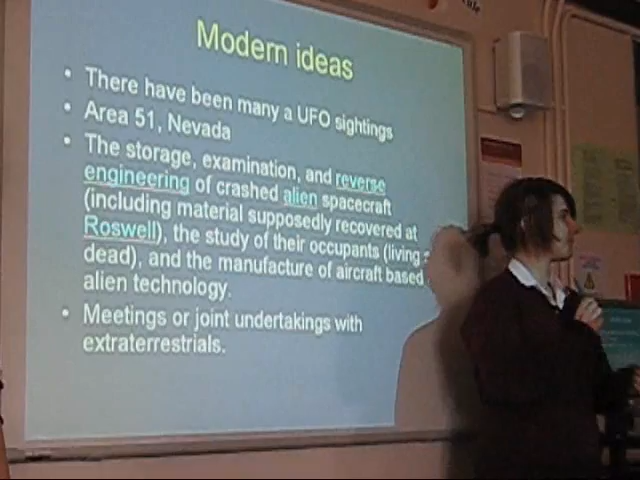 Modern ideas
• There have been many a UFO sightings
• Area 51, Nevada
• The storage, examination, and reverse
engineering of crashed alien spacecraft
(including material supposedly recovered at
Roswell), the study of their occupants (living
dead), and the manufacture of aircraft based
alien technology.
• Meetings or joint undertakings with
extraterrestrials.